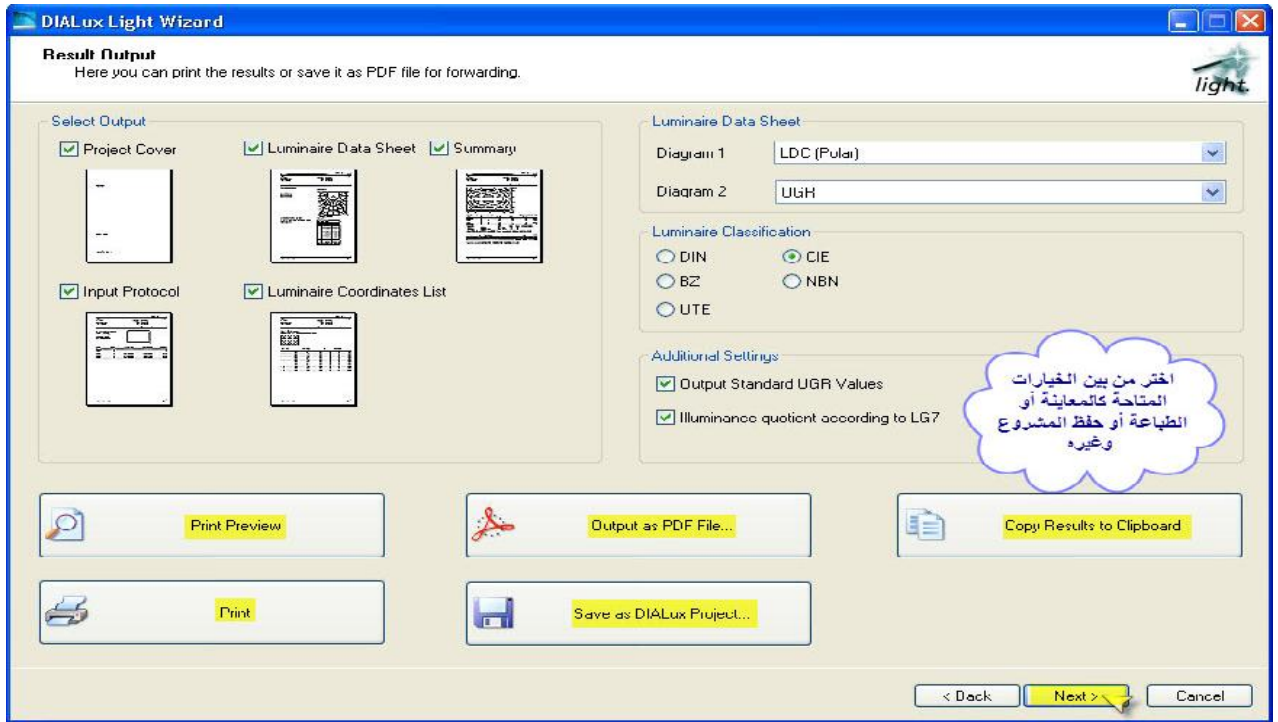 DIALux Light Wizard
Result Output
Here you can print the results or save it as PDF file for forwarding.
light.
Select Output
Project Cover
Luminaire Data Sheet
Summary
Input Protocol
Luminaire Coordinates List
Luminaire Data Sheet
Diagram 1
LDC (Polar)
Diagram 2
UGR
Luminaire Classification
DIN
CIE
BZ
NBN
UTE
Additional Settings
Output Standard UGR Values
Illuminance quotient according to LG7
اختر من بين الخيارات
المتاحة كالمعاينة أو
الطباعة أو حفظ المشروع
وغيره
Print Preview
Output as PDF File...
Copy Results to Clipboard
Print
Save as DIALux Project...
< Back
Next >
Cancel